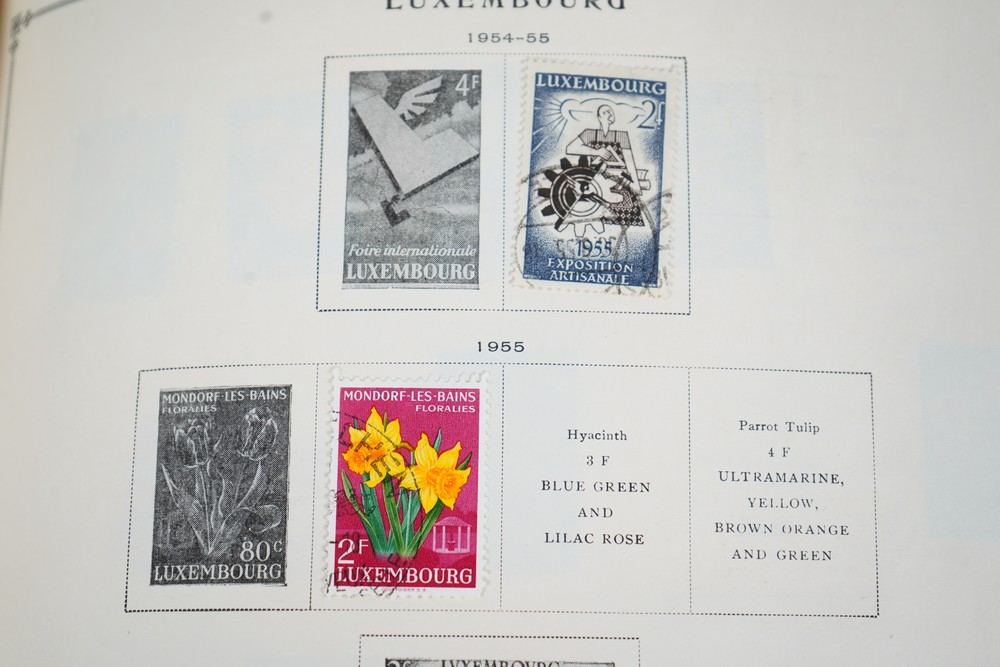 LUXEMBOURG
1954-55
4F
Foire internationale
LUXEMBOURG
LUXEMBOURG
2f
1955
EXPOSITION
ARTISANALE
1955
MONDORF-LES-BAINS
FLORALIES
80c
LUXEMBOURG
MONDORF-LES-BAINS
FLORALIES
2F
LUXEMBOURG
Hyacinth
3 F
BLUE GREEN
AND
LILAC ROSE
Parrot Tulip
4 F
ULTRAMARINE,
YELLOW,
BROWN ORANGE
AND GREEN
LUXEMBOURG